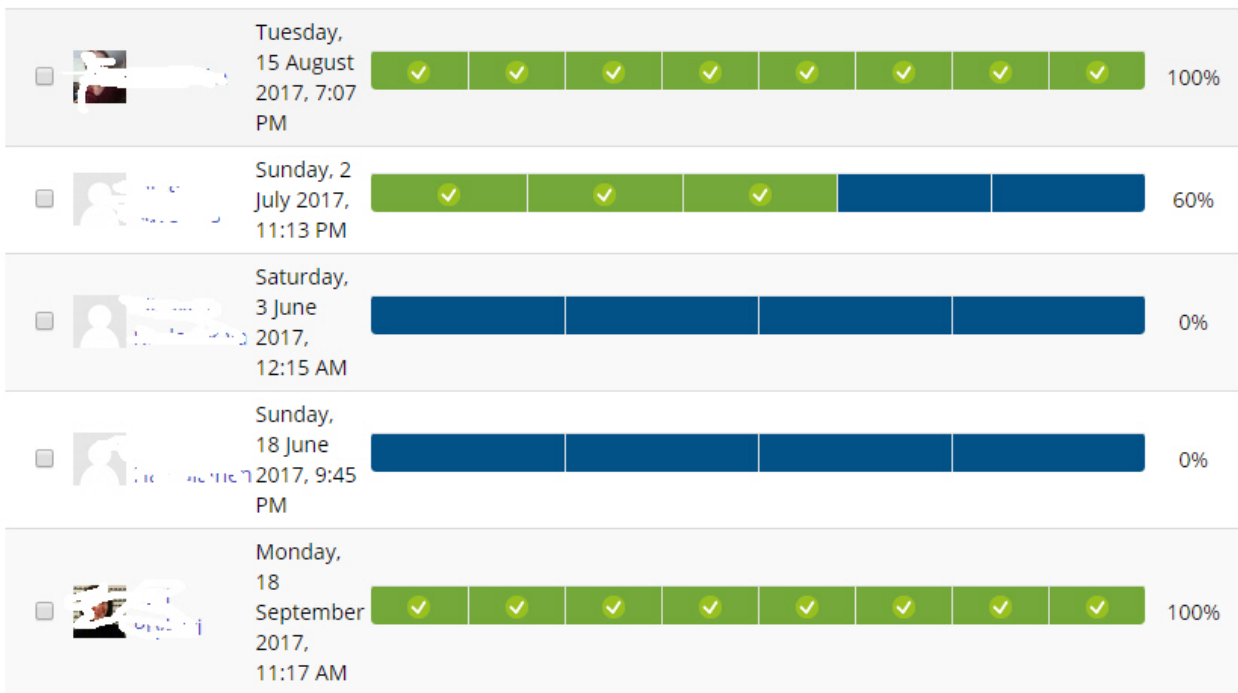 Tuesday,
15 August
2017, 7:07
PM
100%
Sunday, 2
July 2017,
11:13 PM
60%
Saturday,
3 June
2017,
12:15 AM
0%
Sunday,
18 June
2017, 9:45
PM
0%
Monday,
18
September
2017,
11:17 AM
100%